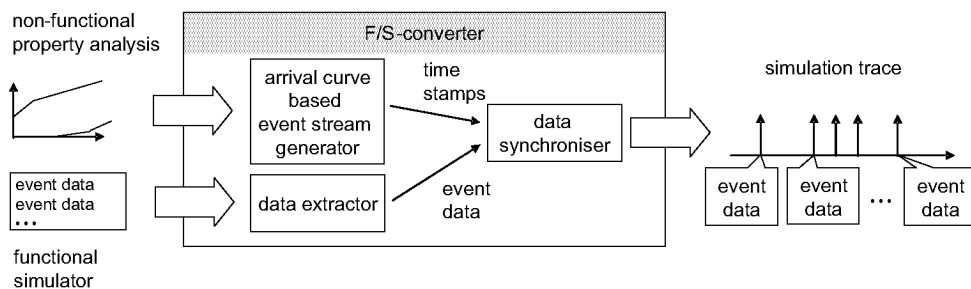 non-functional
property analysis
F/S-converter
arrival curve
based
event stream
generator
time
stamps
data
synchroniser
simulation trace
event data
event data
...
data extractor
event
data
event
data
event
data
...
event
data
functional
simulator